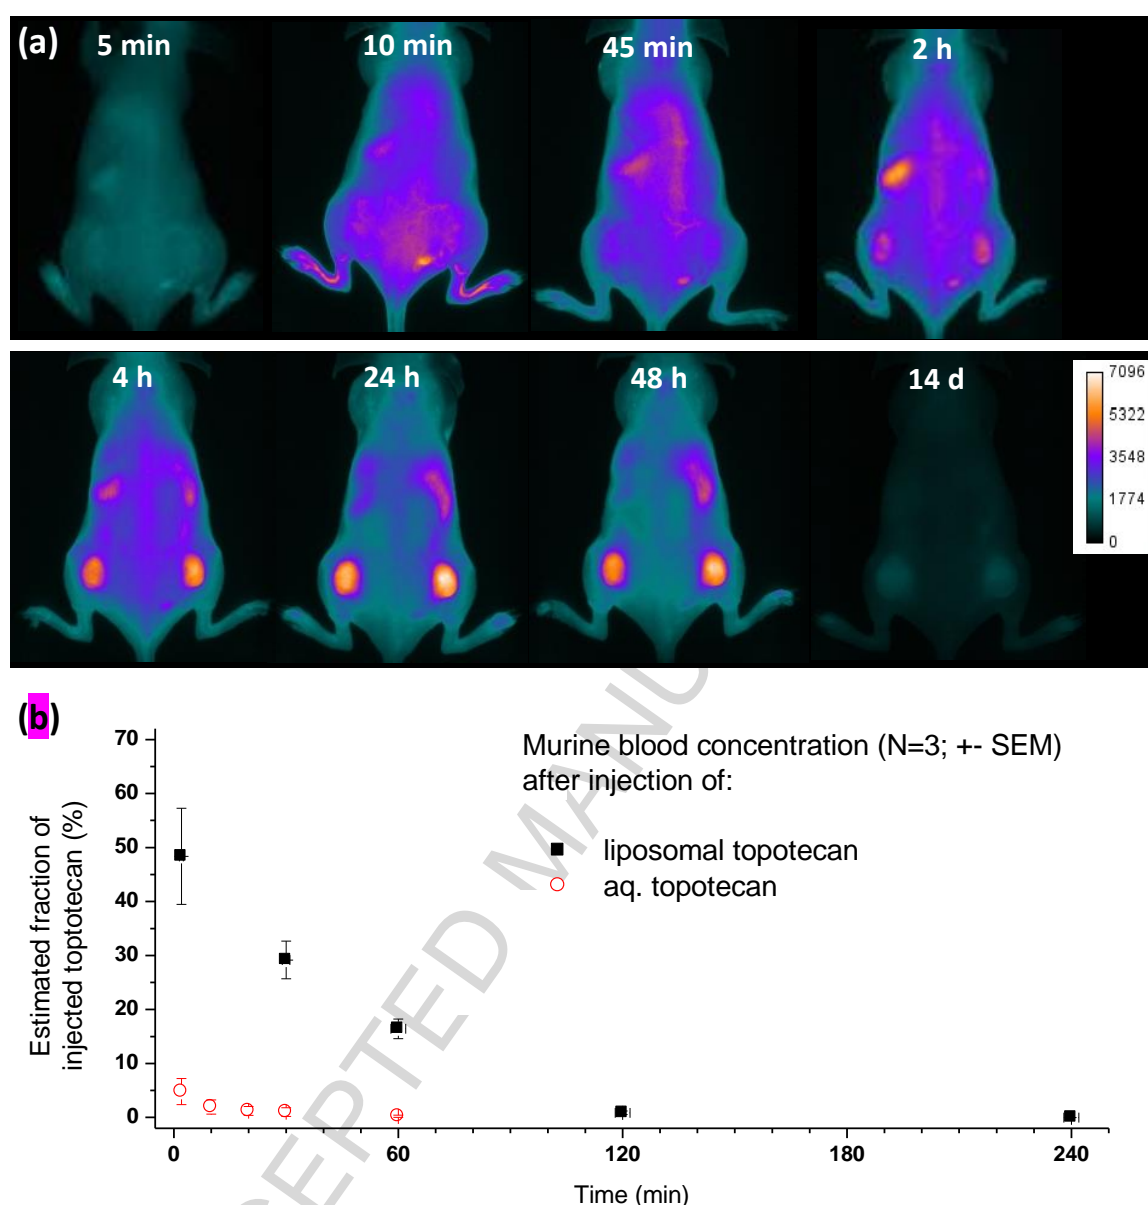 (a)
5 min
10 min
45 min
2 h
4 h
24 h
48 h
14 d
7096
5322
3548
1774
0
(b)
Murine blood concentration (N=3; +- SEM)
after injection of:
liposomal topotecan
aq. topotecan
Estimated fraction of
injected toptotecan (%)
70
60
50
40
30
20
10
0
0
60
120
180
240
Time (min)
CEPTED MANU